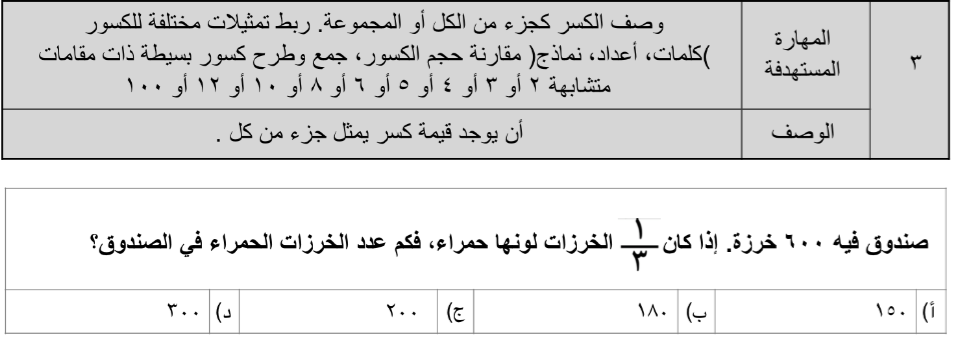 ٣
المهارة المستهدفة
وصف الكسر كجزء من الكل أو المجموعة. ربط تمثيلات مختلفة للكسور
)كلمات، أعداد، نماذج( مقارنة حجم الكسور، جمع وطرح كسور بسيطة ذات مقامات
متشابهة ٢ أو ٣ أو ٤ أو ٥ أو ٦ أو ٨ أو ١٠ أو ١٢ أو ١٠٠
الوصف
أن يوجد قيمة كسر يمثل جزء من كل .
صندوق فيه ٦٠٠ خرزة. إذا كان ١/٣ الخرزات لونها حمراء، فكم عدد الخرزات الحمراء في الصندوق؟
أ) ١٥٠ ب) ١٨٠ ج) ٢٠٠ د) ٣٠٠